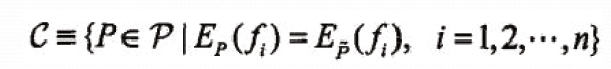 𝒞 ≡ {P ∈ 𝒫 | E_P(f_i) = E_P̃(f_i), i = 1,2,⋯,n}